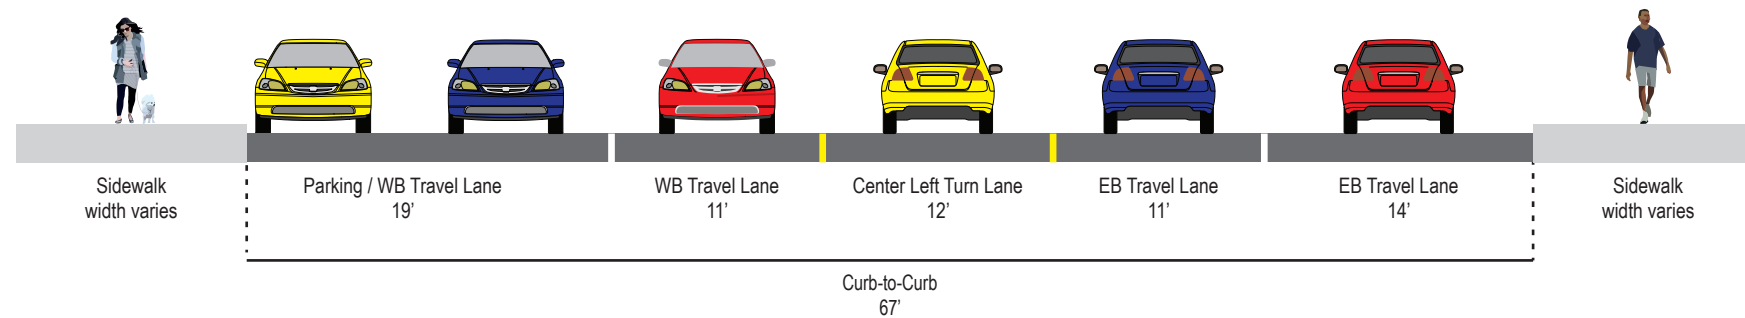 Sidewalk
width varies
Parking / WB Travel Lane
19’
WB Travel Lane
11’
Center Left Turn Lane
12’
EB Travel Lane
11’
EB Travel Lane
14’
Sidewalk
width varies
Curb-to-Curb
67’